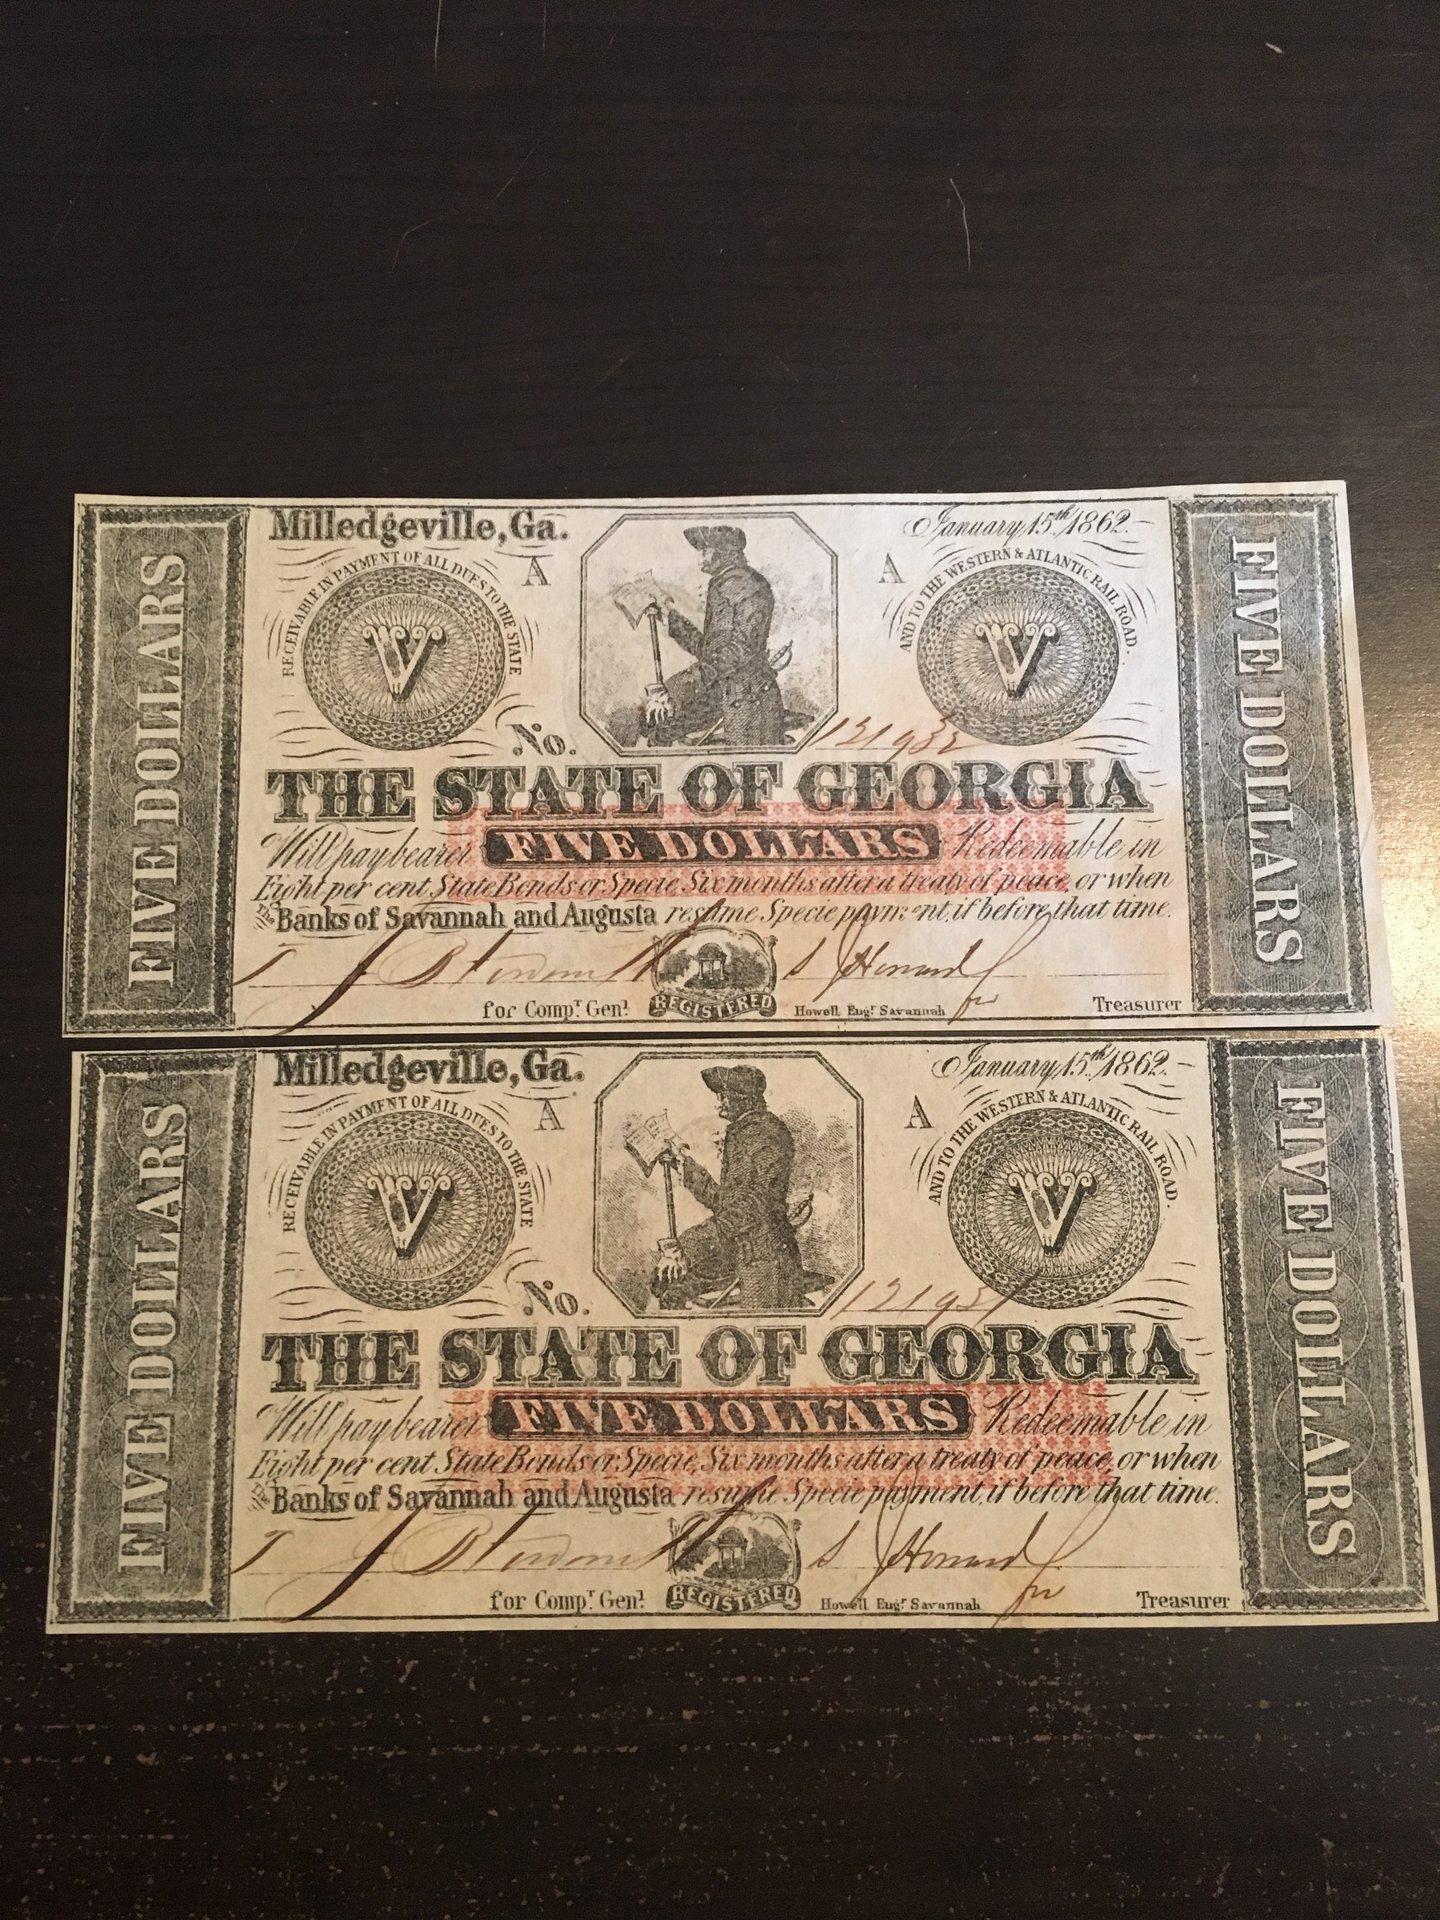 FIVE DOLLARS
Milledgeville, Ga.
January 15th 1862.
A
A
RECEIVABLE IN PAYMENT OF ALL DUES TO THE STATE
AND TO THE WESTERN & ATLANTIC RAIL ROAD.
V
V
No. 121932
THE STATE OF GEORGIA
Will pay bearer FIVE DOLLARS Redeemable in
Eight per cent State Bonds or Specie, Six months after a treaty of peace, or when
The Banks of Savannah and Augusta resume Specie payment, if before that time.
S J Howard
for Compr. Genl. REGISTERED Howell Engr. Savannah for Treasurer
FIVE DOLLARS
FIVE DOLLARS
Milledgeville, Ga.
January 15th 1862.
A
A
RECEIVABLE IN PAYMENT OF ALL DUES TO THE STATE
AND TO THE WESTERN & ATLANTIC RAIL ROAD.
V
V
No. 121931
THE STATE OF GEORGIA
Will pay bearer FIVE DOLLARS Redeemable in
Eight per cent State Bonds or Specie, Six months after a treaty of peace, or when
The Banks of Savannah and Augusta resume Specie payment, if before that time.
S J Howard
for Compr. Genl. REGISTERED Howell Engr. Savannah for Treasurer
FIVE DOLLARS